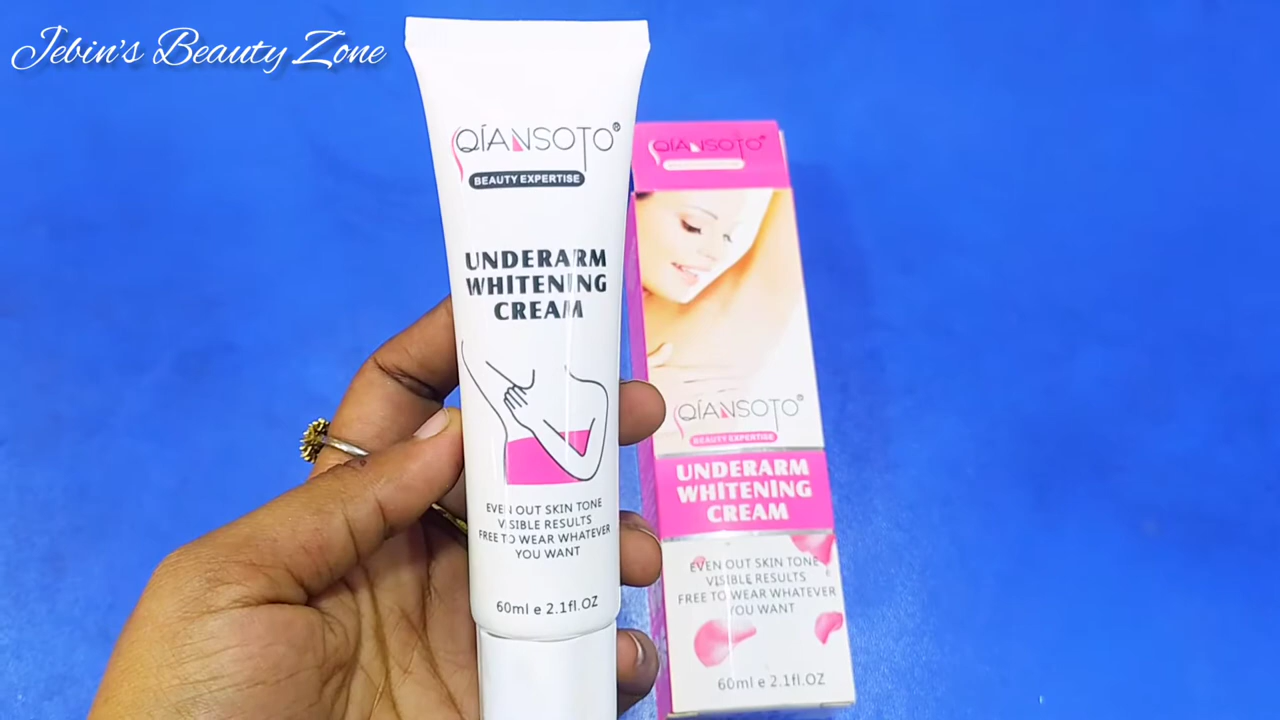 Jebin's Beauty Zone
QIANSOTO®
BEAUTY EXPERTISE
UNDERARM
WHITENING
CREAM
EVEN OUT SKIN TONE
VISIBLE RESULTS
FREE TO WEAR WHATEVER
YOU WANT
60ml e 2.1fl.OZ
QIANSOTO®
QIANSOTO®
BEAUTY EXPERTISE
UNDERARM
WHITENING
CREAM
EVEN OUT SKIN TONE
VISIBLE RESULTS
FREE TO WEAR WHATEVER
YOU WANT
60ml e 2.1fl.OZ